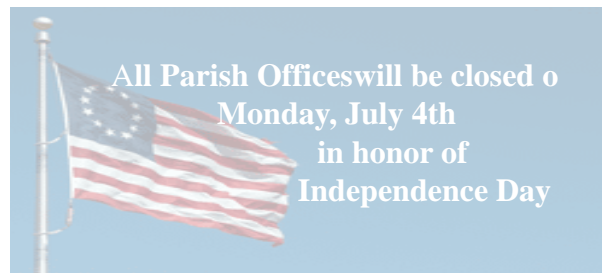 All Parish Officeswill be closed o
Monday, July 4th
in honor of
Independence Day